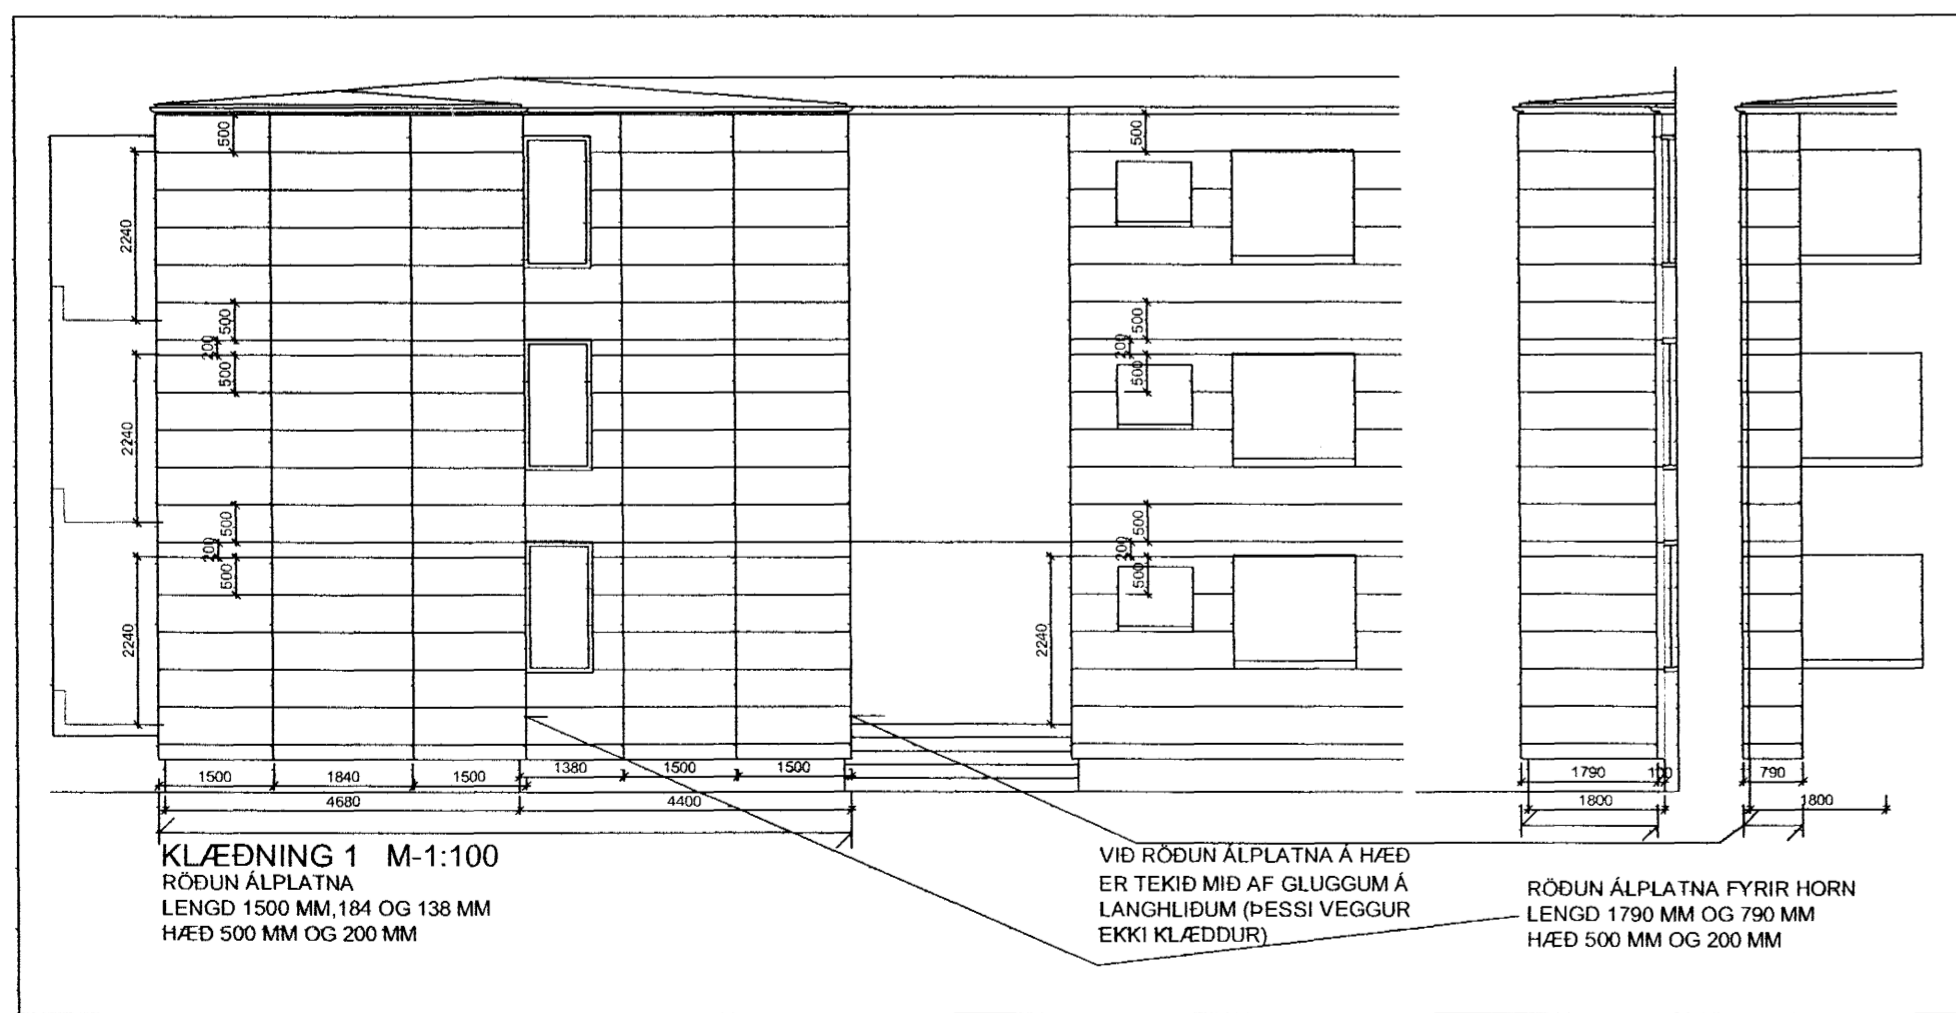 500
500
2240
500
200
500
500
200
500
2240
500
200
500
500
200
500
2240
2240
1500
1840
1500
1380
1500
1500
1790
790
4680
4400
1800
1800
KLÆÐNING 1 M-1:100
RÖÐUN ÁLPLATNA
LENGD 1500 MM,184 OG 138 MM
HÆÐ 500 MM OG 200 MM
VIÐ RÖÐUN ÁLPLATNA Á HÆÐ
ER TEKIÐ MIÐ AF GLUGGUM Á
LANGHLIÐUM (ÞESSI VEGGUR
EKKI KLÆDDUR)
RÖÐUN ÁLPLATNA FYRIR HORN
LENGD 1790 MM OG 790 MM
HÆÐ 500 MM OG 200 MM